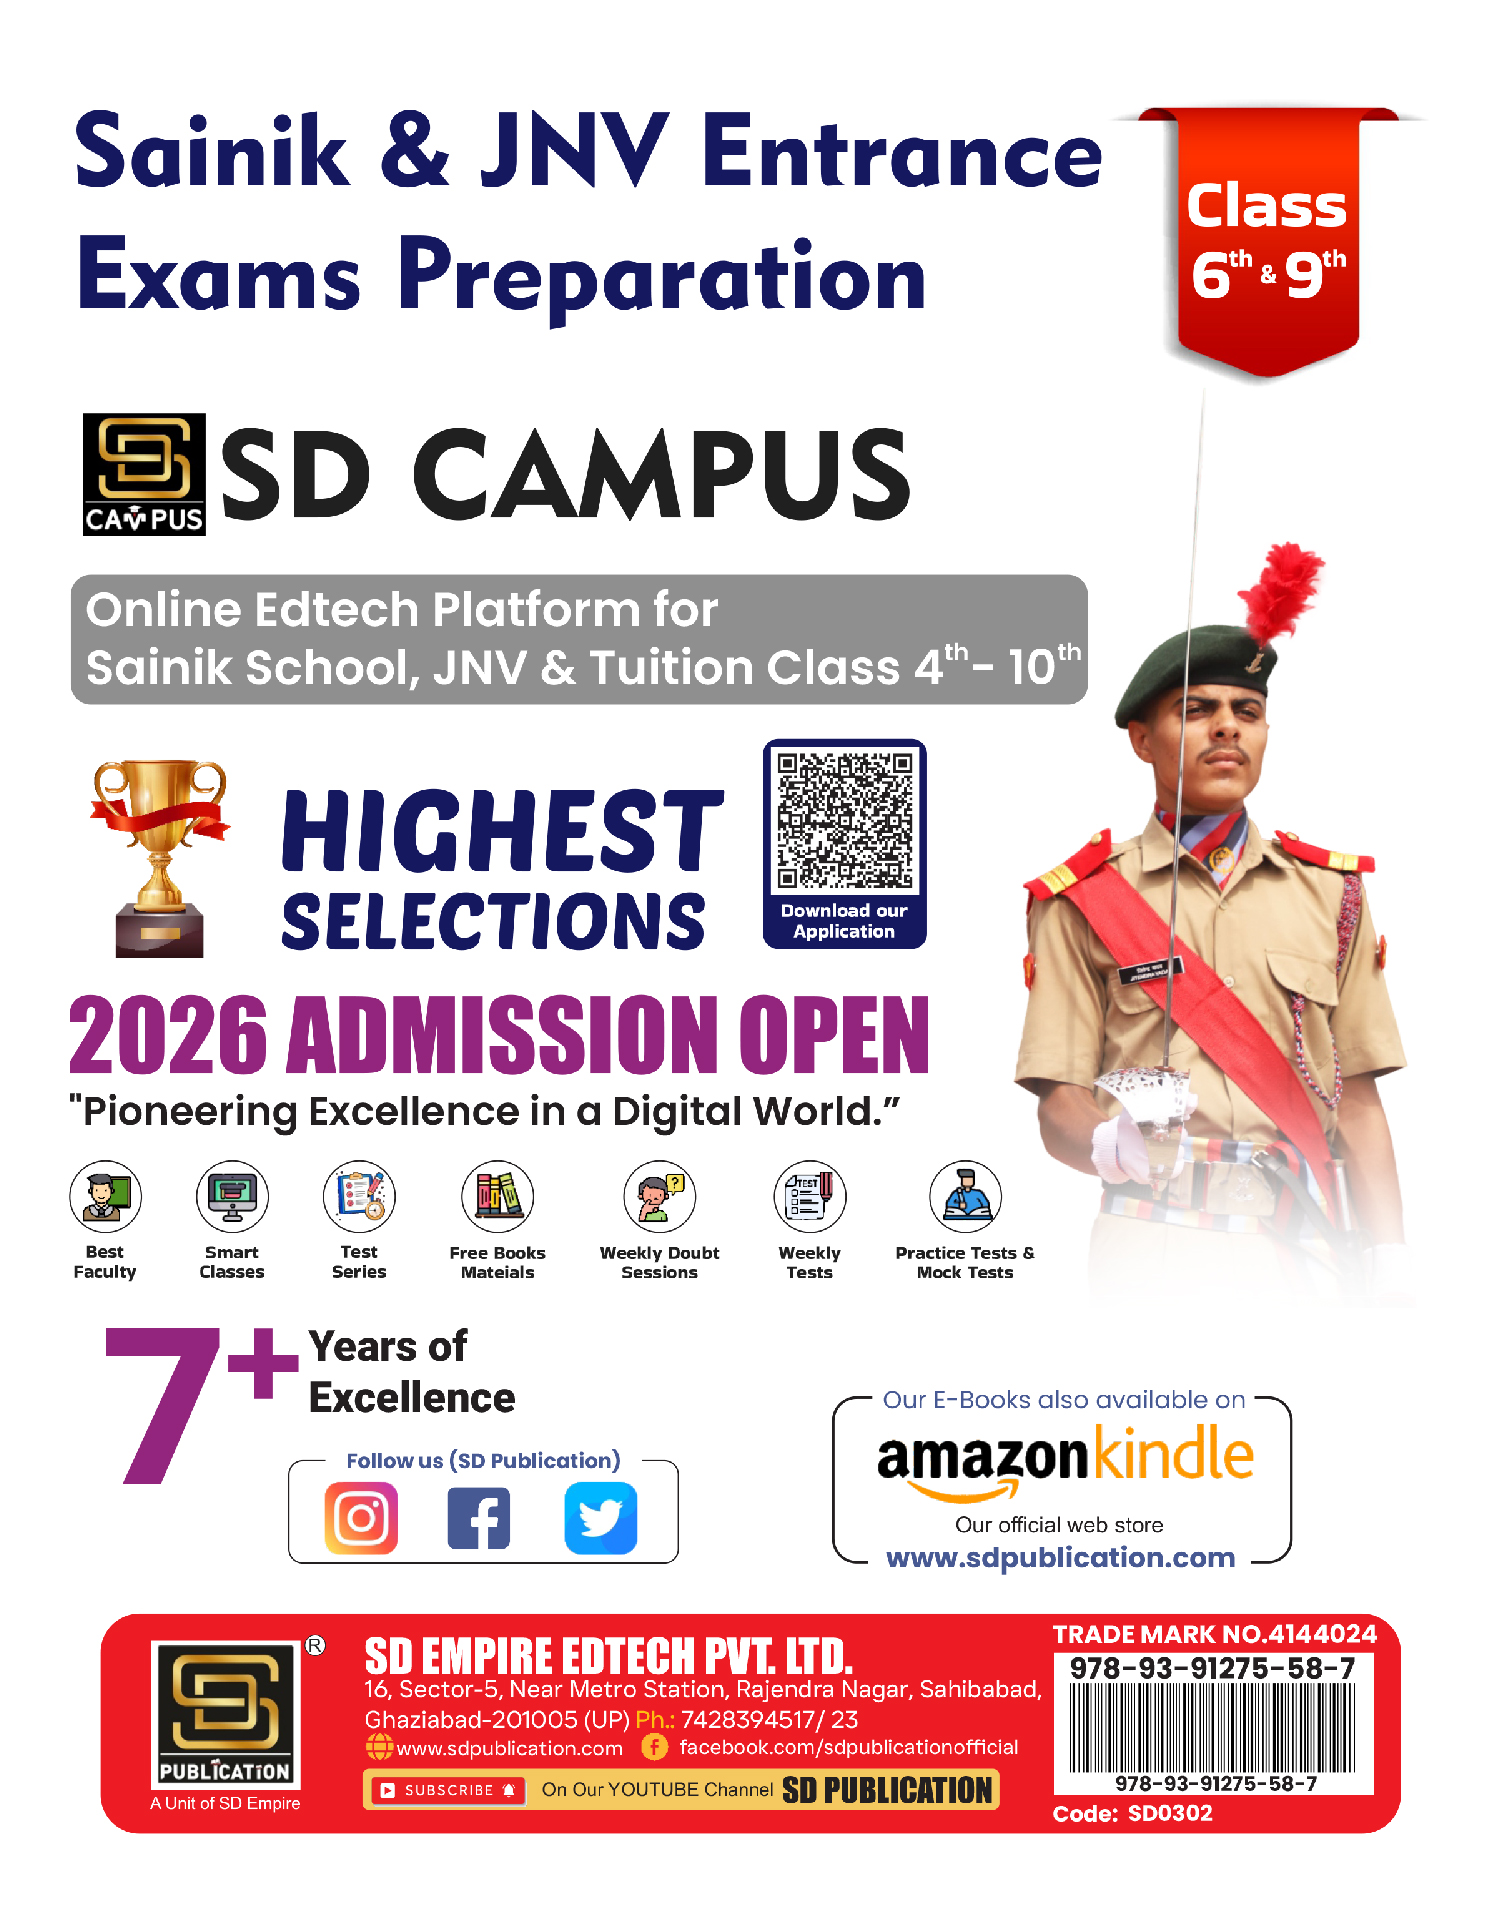 Sainik & JNV Entrance
Exams Preparation
Class
6th & 9th
SD
CAMPUS
SD CAMPUS
Online Edtech Platform for
Sainik School, JNV & Tuition Class 4th- 10th
HIGHEST
SELECTIONS
Download our
Application
2026 ADMISSION OPEN
"Pioneering Excellence in a Digital World.”
TEST
Best
Faculty
Smart
Classes
Test
Series
Free Books
Mateials
Weekly Doubt
Sessions
Weekly
Tests
Practice Tests &
Mock Tests
7+ Years of
Excellence
Follow us (SD Publication)
Our E-Books also available on
amazonkindle
Our official web store
www.sdpublication.com
SD
PUBLICATION
®
A Unit of SD Empire
SD EMPIRE EDTECH PVT. LTD.
16, Sector-5, Near Metro Station, Rajendra Nagar, Sahibabad,
Ghaziabad-201005 (UP) Ph.: 7428394517/ 23
www.sdpublication.com facebook.com/sdpublicationofficial
SUBSCRIBE On Our YOUTUBE Channel SD PUBLICATION
TRADE MARK NO.4144024
978-93-91275-58-7
978-93-91275-58-7
Code: SD0302